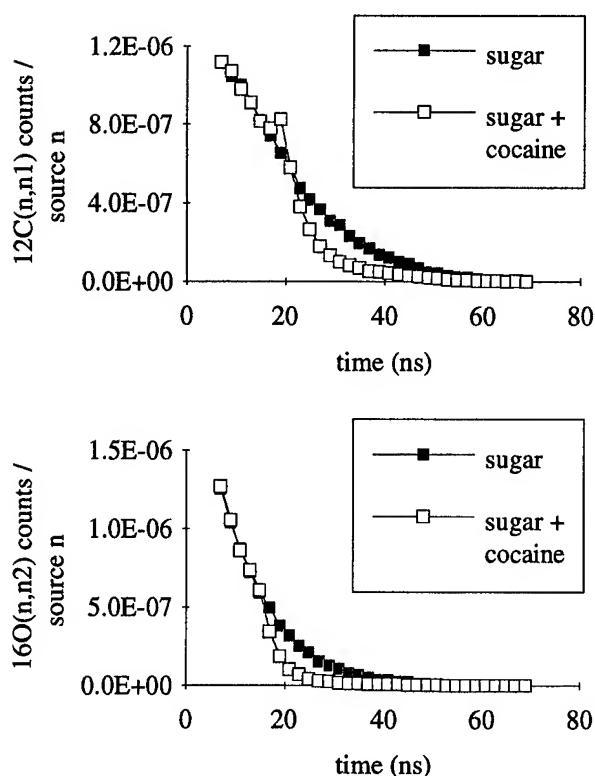 12C(n,n1) counts /
source n
1.2E-06
8.0E-07
4.0E-07
0.0E+00
0
20
40
60
80
time (ns)
sugar
sugar +
cocaine
16O(n,n2) counts /
source n
1.5E-06
1.0E-06
5.0E-07
0.0E+00
0
20
40
60
80
time (ns)
sugar
sugar +
cocaine